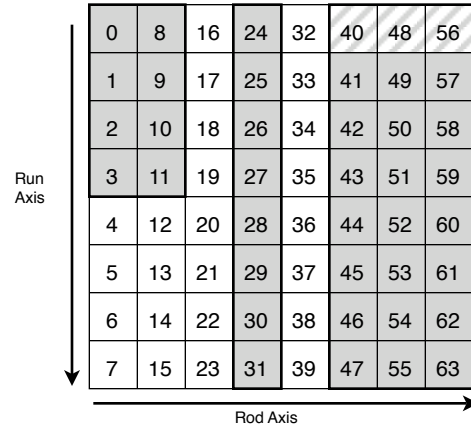 0 8 16 24 32 40 48 56
1 9 17 25 33 41 49 57
2 10 18 26 34 42 50 58
3 11 19 27 35 43 51 59
Run
Axis
4 12 20 28 36 44 52 60
5 13 21 29 37 45 53 61
6 14 22 30 38 46 54 62
7 15 23 31 39 47 55 63
Rod Axis